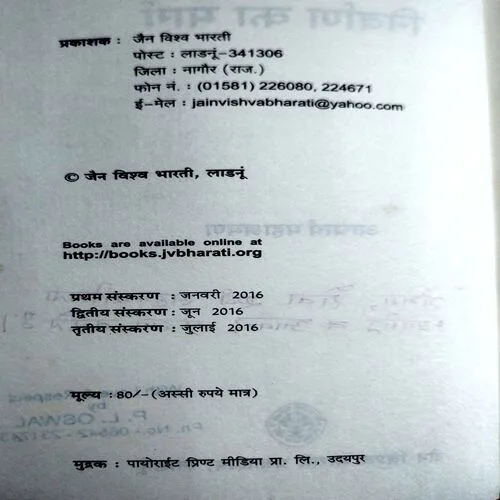 प्रकाशक : जैन विश्व भारती
पोस्ट : लाडनूं-341306
जिला : नागौर (राज.)
फोन नं. : (01581) 226080, 224671
ई-मेल : jainvishvabharati@yahoo.com
© जैन विश्व भारती, लाडनूं
Books are available online at
http://books.jvbharati.org
प्रथम संस्करण : जनवरी 2016
द्वितीय संस्करण : जून 2016
तृतीय संस्करण : जुलाई 2016
मूल्य : 80/- (अस्सी रुपये मात्र)
मुद्रक : पायोराईट प्रिण्ट मीडिया प्रा. लि., उदयपुर